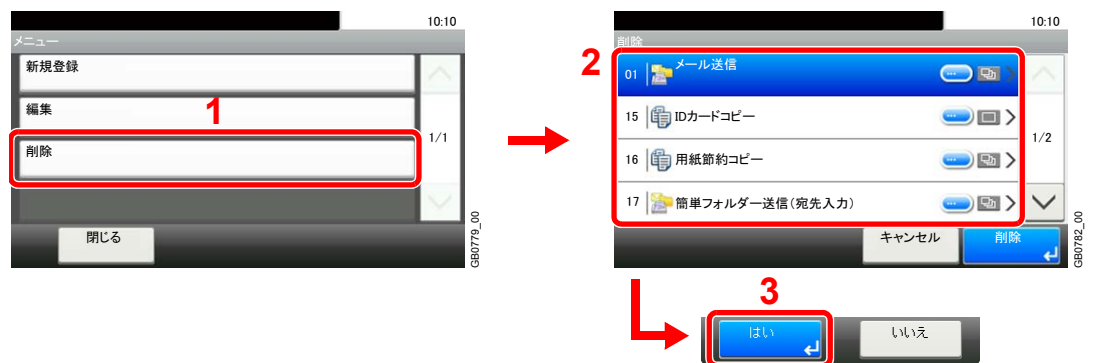 10:10
メニュー
新規登録
編集
1
削除
1/1
閉じる
GB0779_00
10:10
削除
2
01 メール送信
15 IDカードコピー
16 用紙節約コピー
17 簡単フォルダー送信(宛先入力)
1/2
キャンセル
削除
GB0782_00
3
はい
いいえ